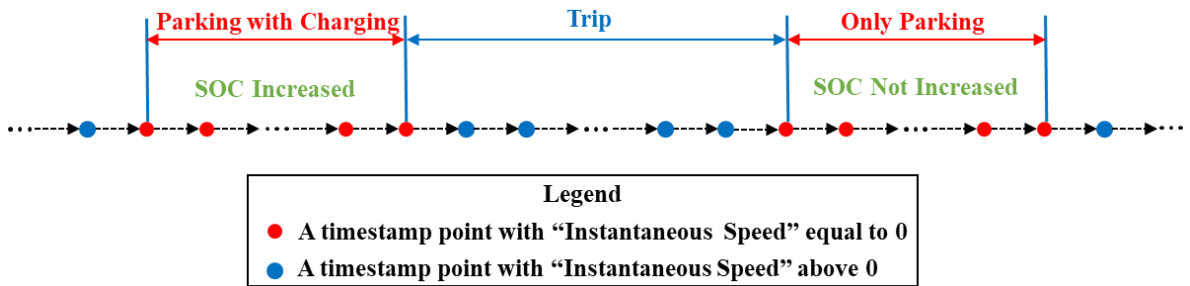 Parking with Charging
Trip
Only Parking
SOC Increased
SOC Not Increased
Legend
A timestamp point with “Instantaneous Speed” equal to 0
A timestamp point with “Instantaneous Speed” above 0